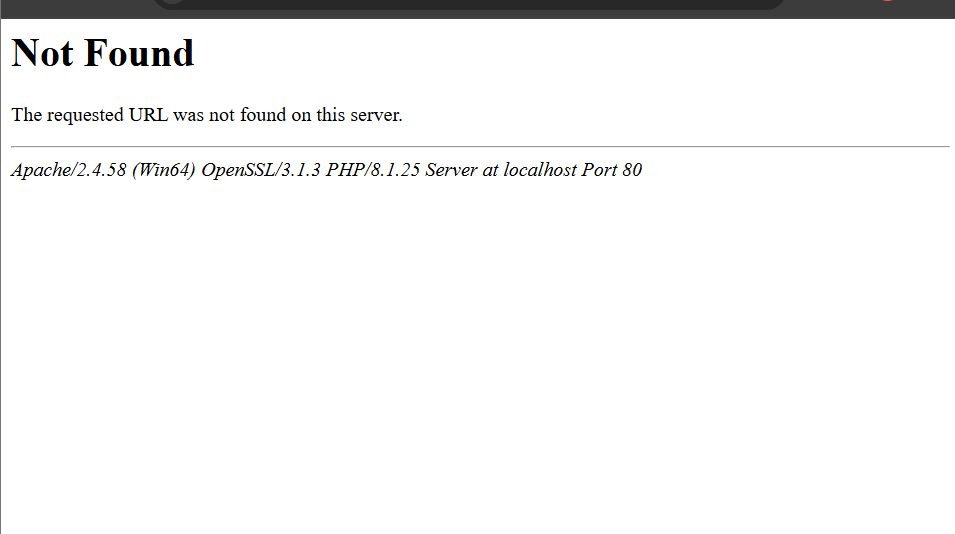 Not Found
The requested URL was not found on this server.
Apache/2.4.58 (Win64) OpenSSL/3.1.3 PHP/8.1.25 Server at localhost Port 80